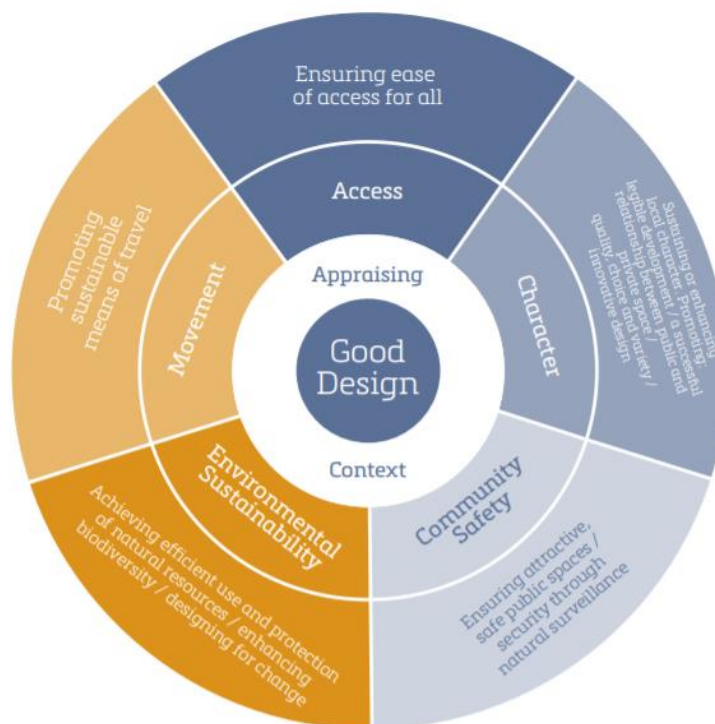 Ensuring ease
of access for all
Access
Sustaining or enhancing
local character Promoting:
legible development / a successful
relationship between public and
private space /
quality, choice and variety /
innovative design
Character
Ensuring attractive,
safe public spaces /
security through
natural surveillance
Community
Safety
Achieving efficient use and protection
of natural resources / enhancing
biodiversity / designing for change
Environmental
Sustainability
Promoting
sustainable
means of travel
Movement
Appraising
Good
Design
Context